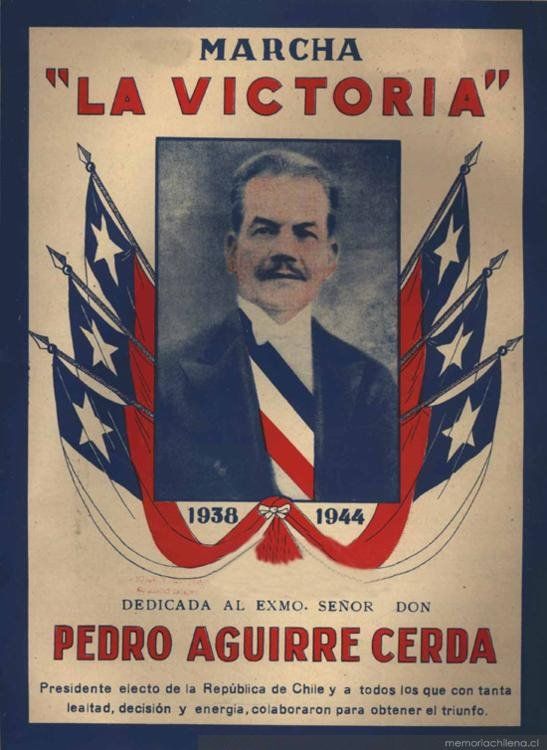 MARCHA
"LA VICTORIA"
1938 1944
DEDICADA AL EXMO. SEÑOR DON
PEDRO AGUIRRE CERDA
Presidente electo de la República de Chile y a todos los que con tanta
lealtad, decisión y energía, colaboraron para obtener el triunfo.
memoriachilena.cl